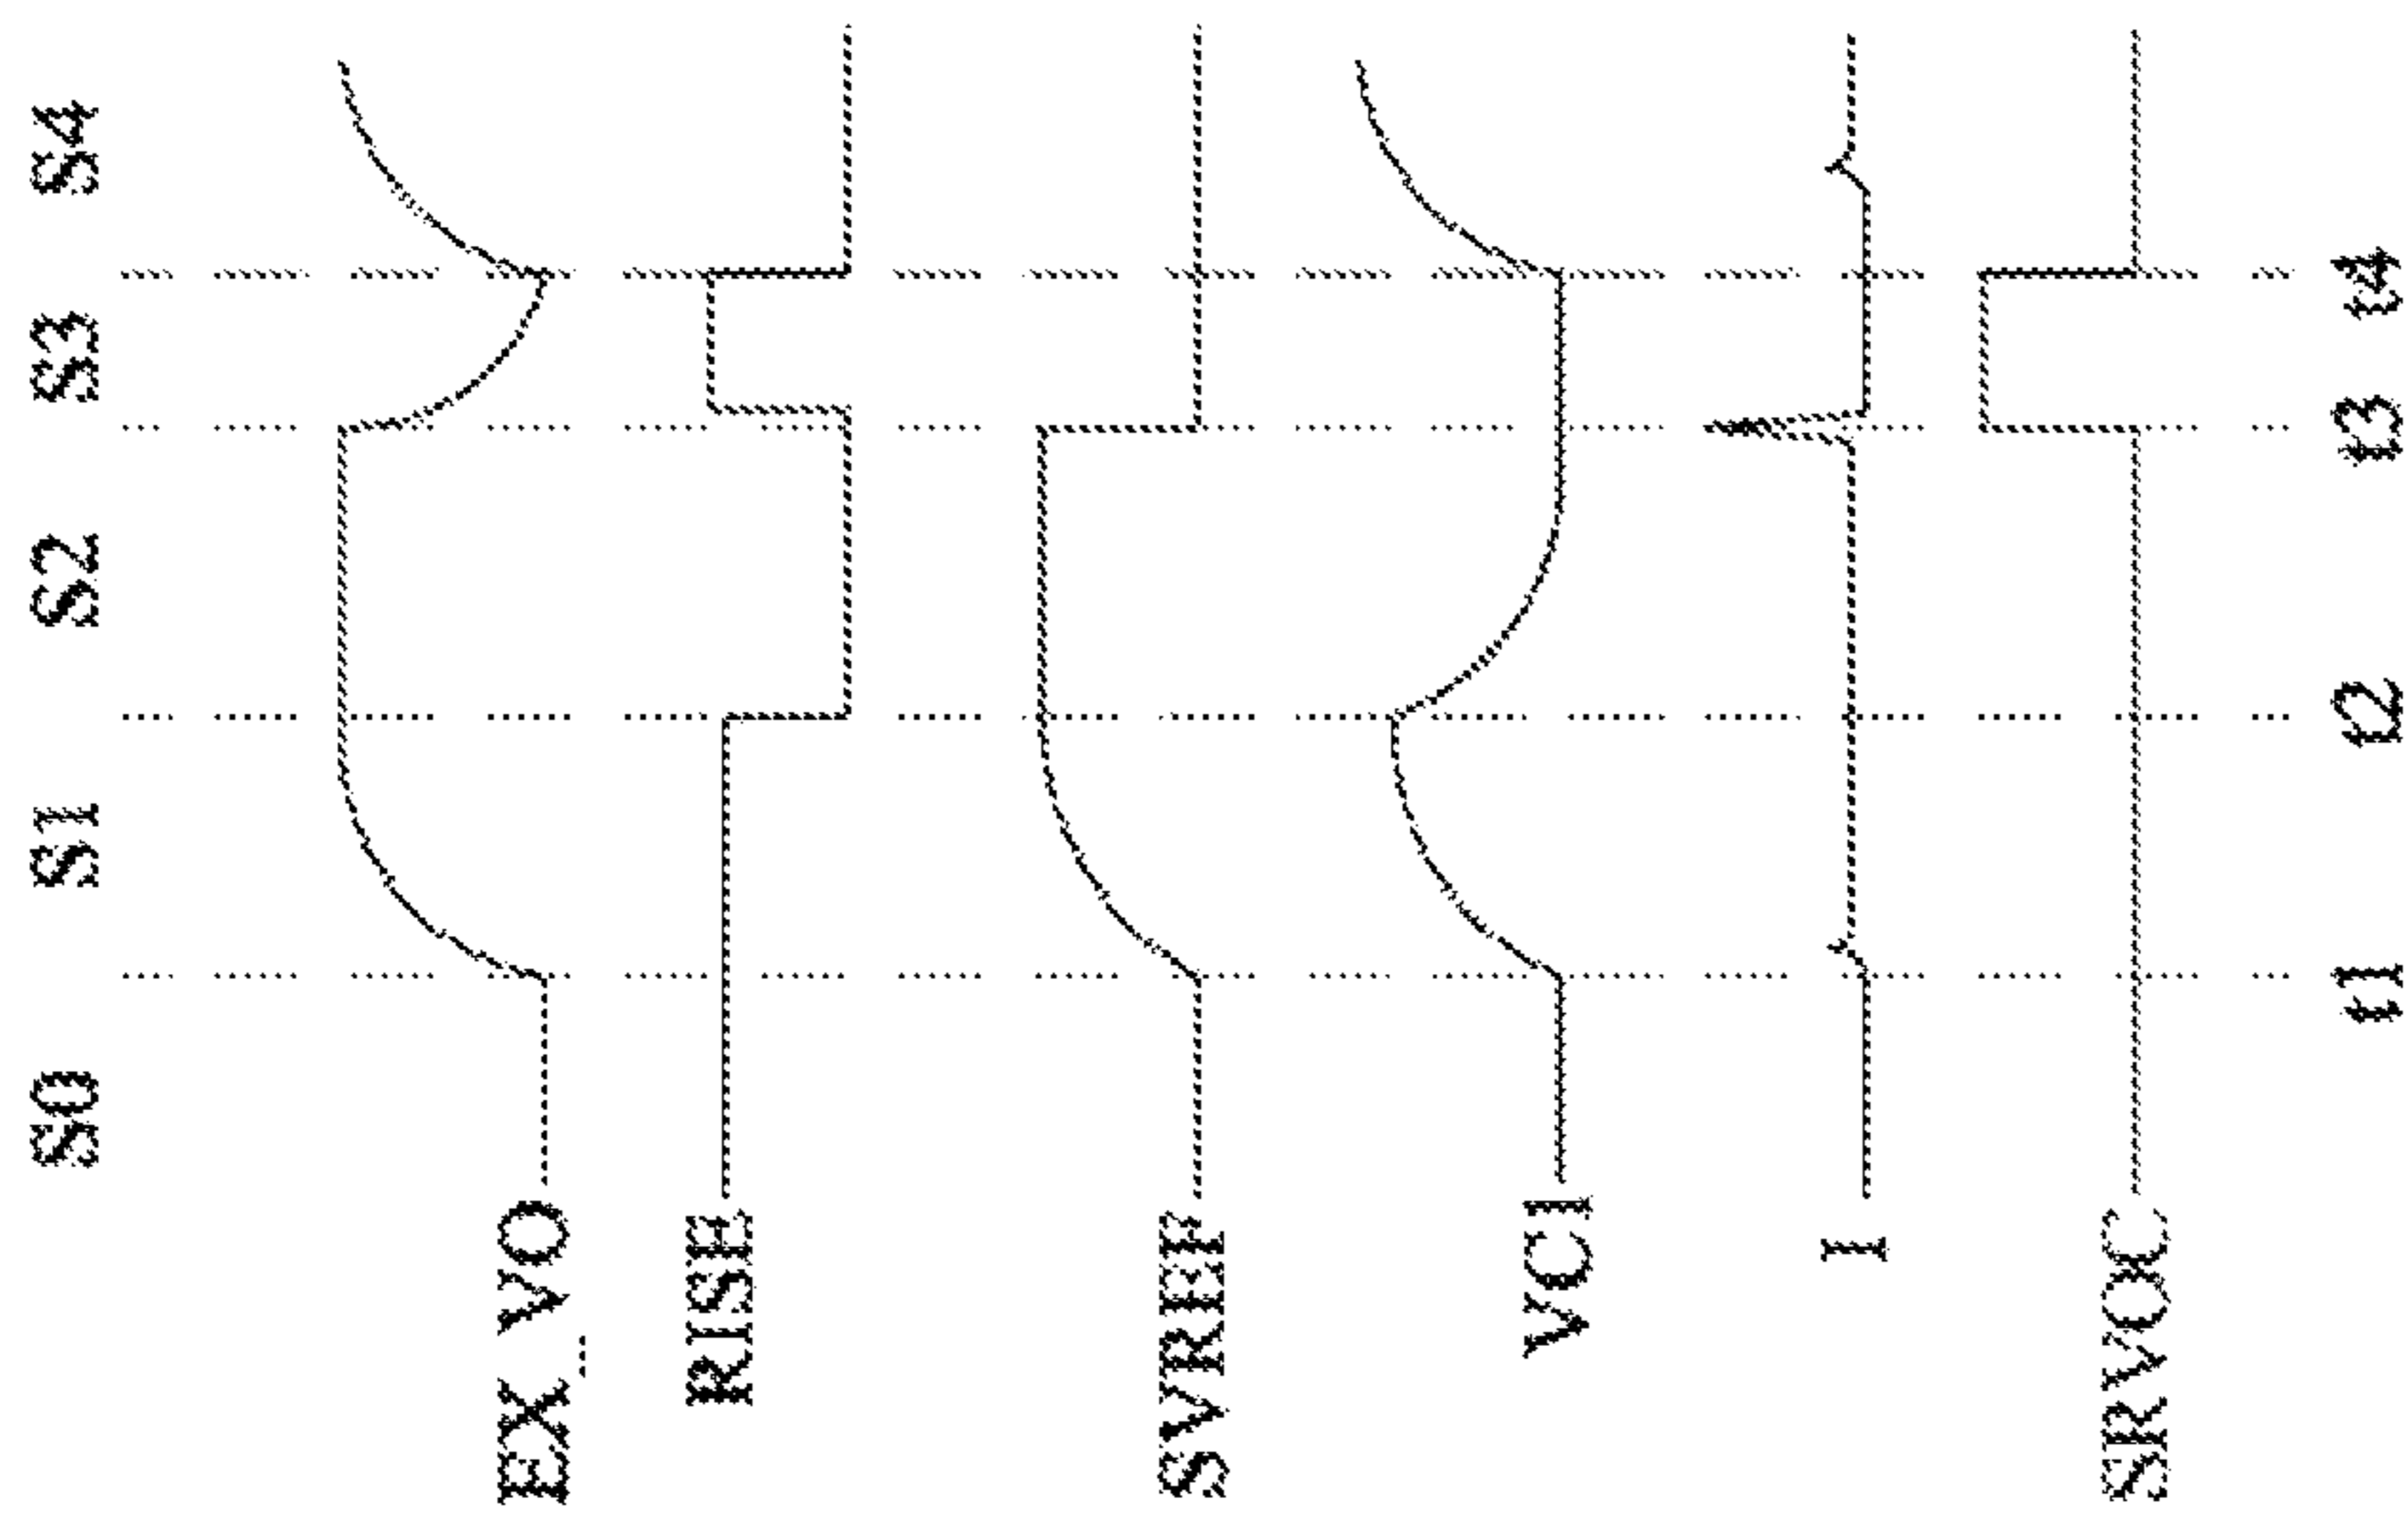 S0 S1 S2 S3 S4
EX_VO
RISE
SVREF
VC1
I
SRVOC
t1 t2 t3 t4